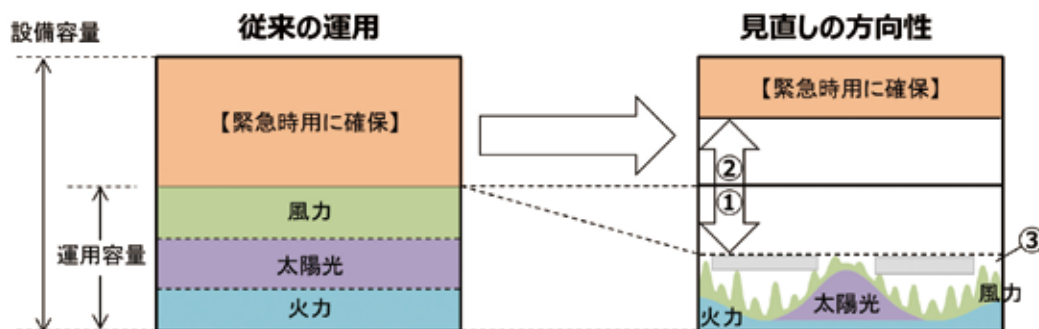 従来の運用
見直しの方向性
設備容量
【緊急時用に確保】
【緊急時用に確保】
②
①
運用容量
風力
太陽光
火力
③
火力
太陽光
風力